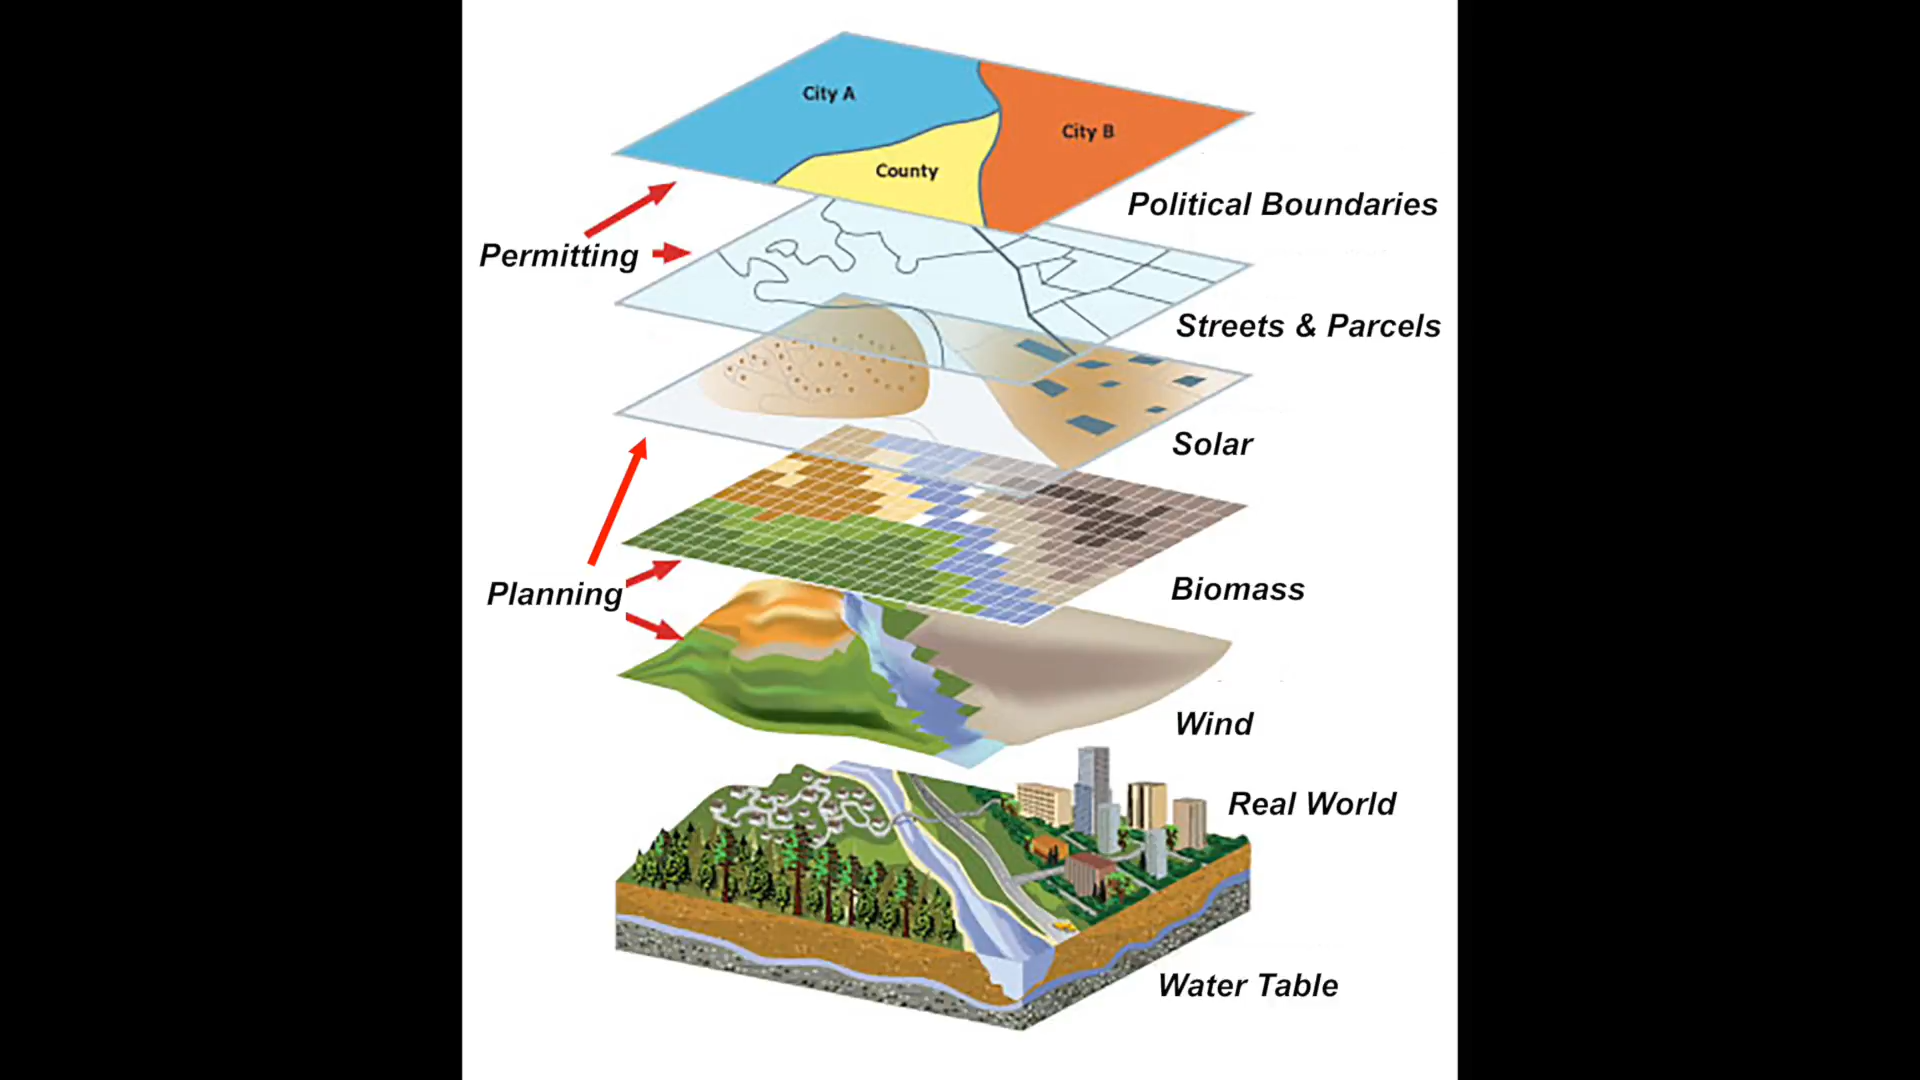 City A
City B
County
Political Boundaries
Permitting
Streets & Parcels
Solar
Planning
Biomass
Wind
Real World
Water Table